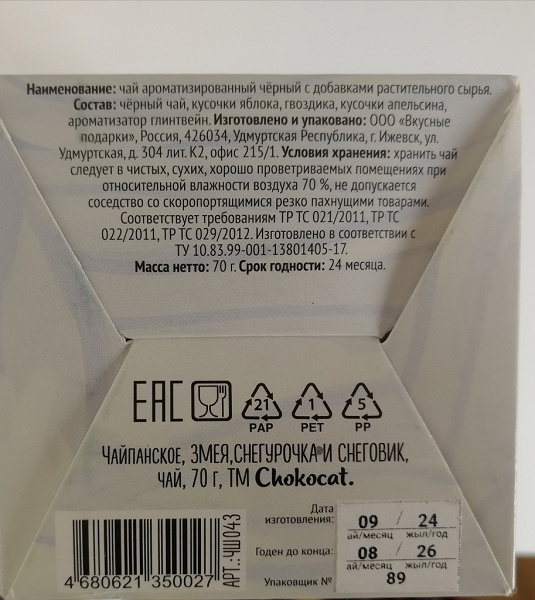 Наименование: чай ароматизированный чёрный с добавками растительного сырья.
Состав: чёрный чай, кусочки яблока, гвоздика, кусочки апельсина,
ароматизатор глинтвейн. Изготовлено и упаковано: ООО «Вкусные
подарки», Россия, 426034, Удмуртская Республика, г. Ижевск, ул.
Удмуртская, д. 304 лит. К2, офис 215/1. Условия хранения: хранить чай
следует в чистых, сухих, хорошо проветриваемых помещениях при
относительной влажности воздуха 70 %, не допускается
соседство со скоропортящимися резко пахнущими товарами.
Соответствует требованиям ТР ТС 021/2011, ТР ТС
022/2011, ТР ТС 029/2012. Изготовлено в соответствии с
ТУ 10.83.99-001-13801405-17.
Масса нетто: 70 г. Срок годности: 24 месяца.
EAC 21 1 5
PAP PET PP
ЧАЙПАНСКОЕ, ЗМЕЯ,СНЕГУРОЧКА И СНЕГОВИК,
ЧАЙ, 70 г, ТМ Chokocat.
4 680621 350027
АРТ.: ЧШ043
Дата
изготовления: 09 / 24
ай/месяц жыл/год
Годен до конца: 08 / 26
ай/месяц жыл/год
Упаковщик № 89